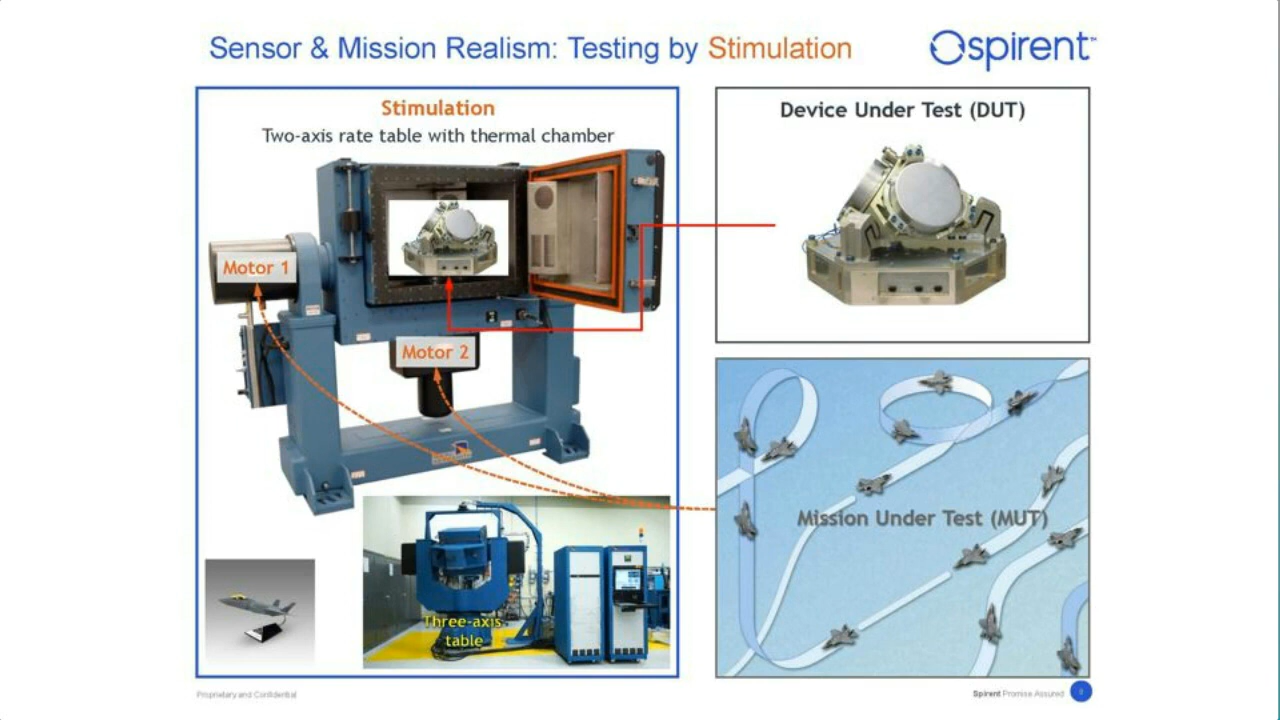 Sensor & Mission Realism: Testing by Stimulation
spirent™
Stimulation
Two-axis rate table with thermal chamber
Motor 1
Motor 2
Three-axis
table
Device Under Test (DUT)
Mission Under Test (MUT)
Proprietary and Confidential
Spirent Promise Assured